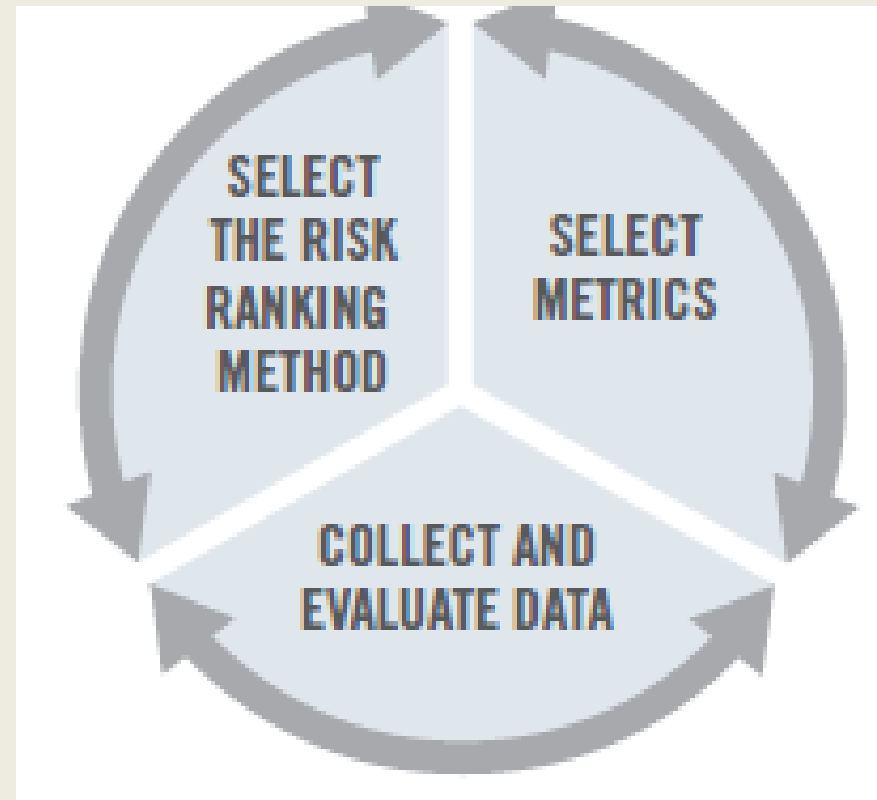 SELECT
THE RISK
RANKING
METHOD
SELECT
METRICS
COLLECT AND
EVALUATE DATA